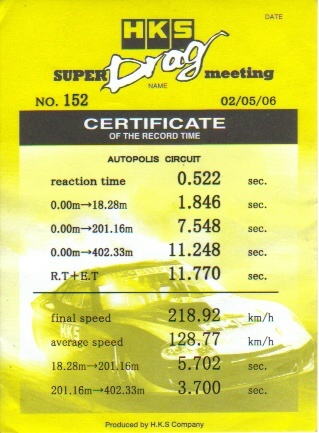 DATE
HKS
SUPER Drag meeting
NAME
NO. 152 02/05/06
CERTIFICATE
OF THE RECORD TIME
AUTOPOLIS CIRCUIT
reaction time 0.522 sec.
0.00m→18.28m 1.846 sec.
0.00m→201.16m 7.548 sec.
0.00m→402.33m 11.248 sec.
R.T+E.T 11.770 sec.
final speed 218.92 km/h
average speed 128.77 km/h
18.28m→201.16m 5.702 sec.
201.16m→402.33m 3.700 sec.
HKS
Produced by H.K.S Company